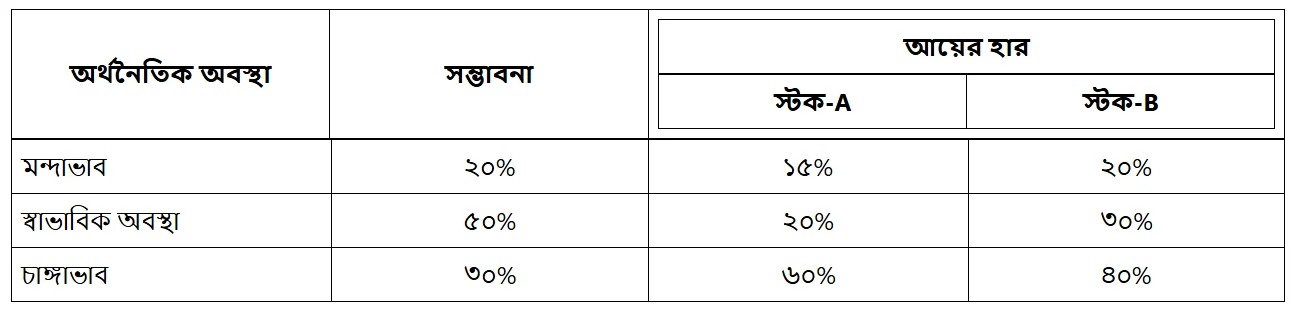 অর্থনৈতিক অবস্থা সম্ভাবনা আয়ের হার
স্টক-A স্টক-B
মন্দাভাব ২০% ১৫% ২০%
স্বাভাবিক অবস্থা ৫০% ২০% ৩০%
চাঙ্গাভাব ৩০% ৬০% ৪০%